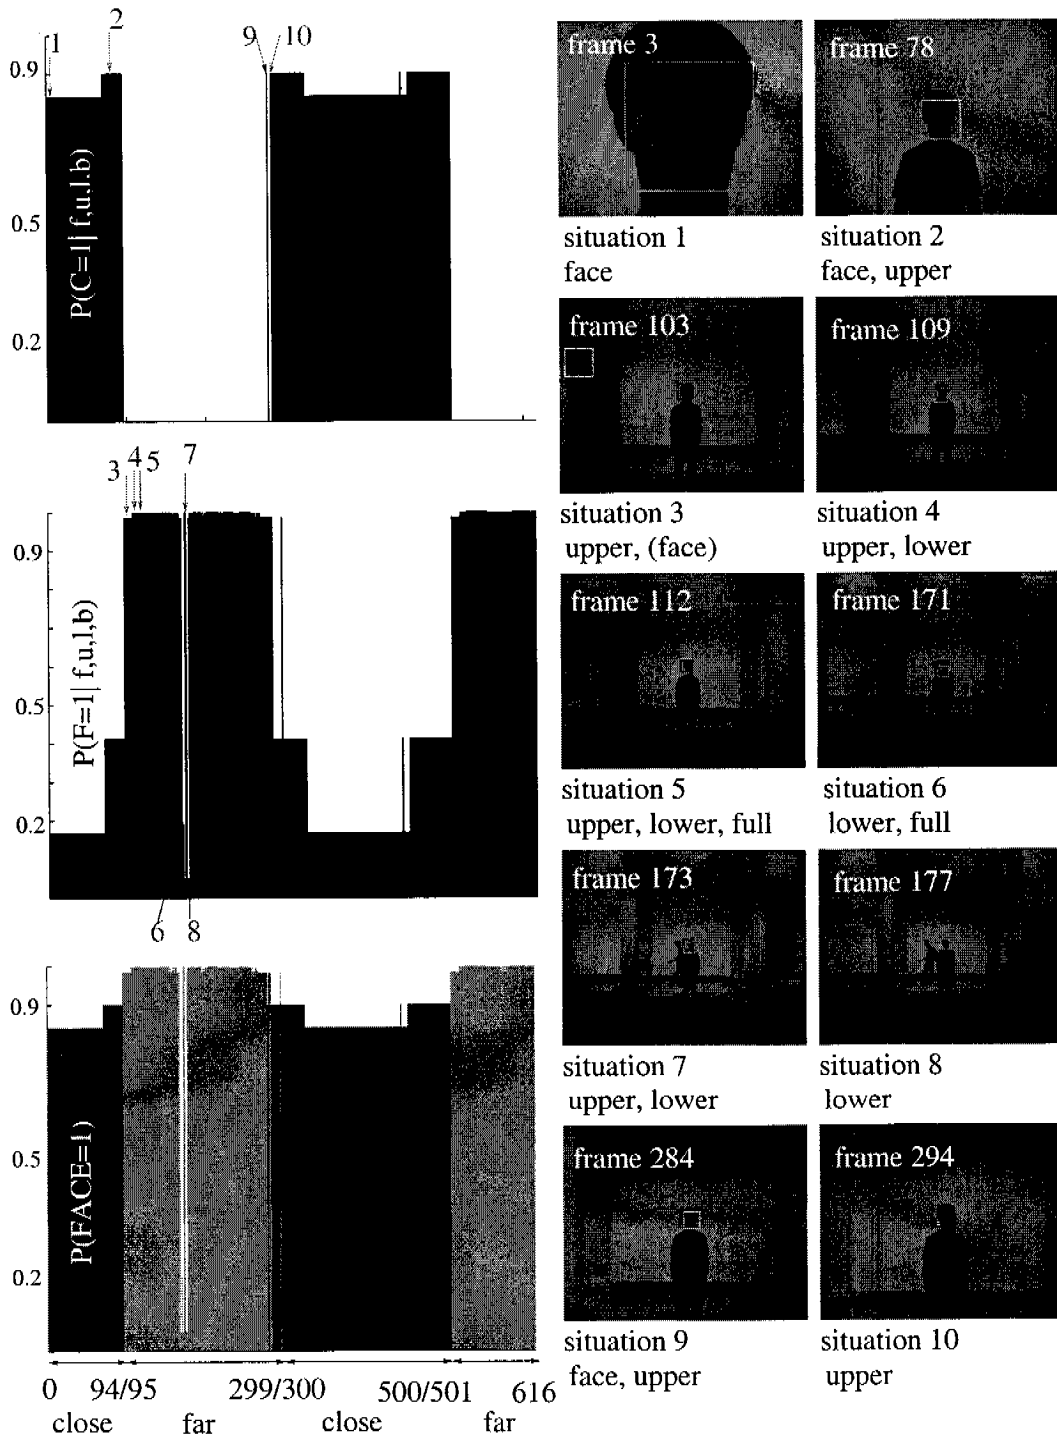 1
2
9
10
0.9
0.5
0.2
P(C=1| f,u,l.b)
3
4
5
7
0.9
0.5
0.2
P(F=1| f,u,l,b)
6
8
0.9
0.5
0.2
P(FACE=1)
0
94/95
299/300
500/501
616
close
far
close
far
frame 3
situation 1
face
frame 78
situation 2
face, upper
frame 103
situation 3
upper, (face)
frame 109
situation 4
upper, lower
frame 112
situation 5
upper, lower, full
frame 171
situation 6
lower, full
frame 173
situation 7
upper, lower
frame 177
situation 8
lower
frame 284
situation 9
face, upper
frame 294
situation 10
upper